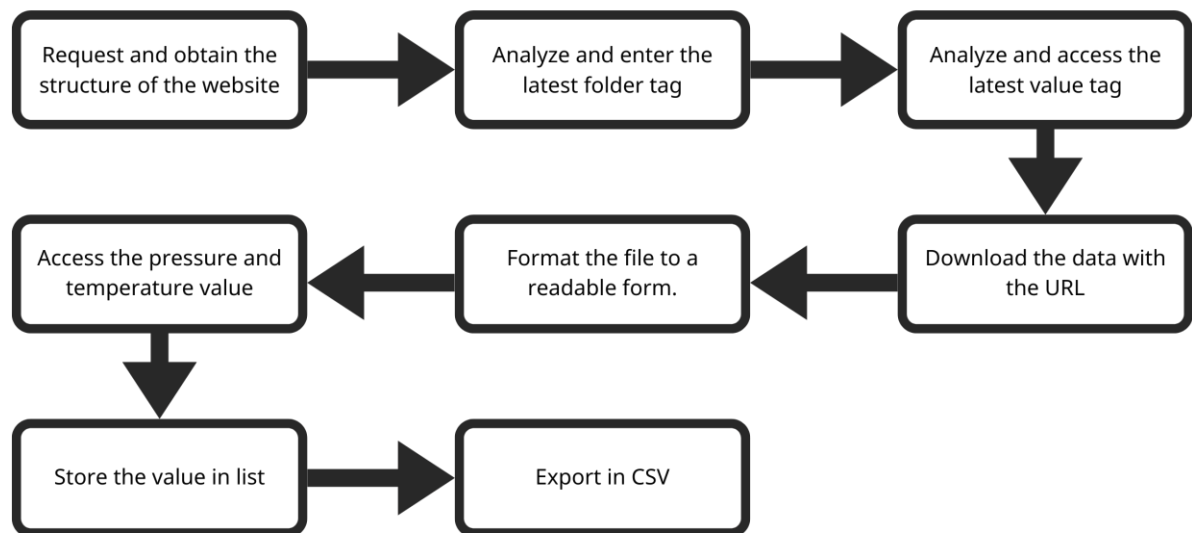 Request and obtain the
structure of the website
Analyze and enter the
latest folder tag
Analyze and access the
latest value tag
Download the data with
the URL
Format the file to a
readable form.
Access the pressure and
temperature value
Store the value in list
Export in CSV